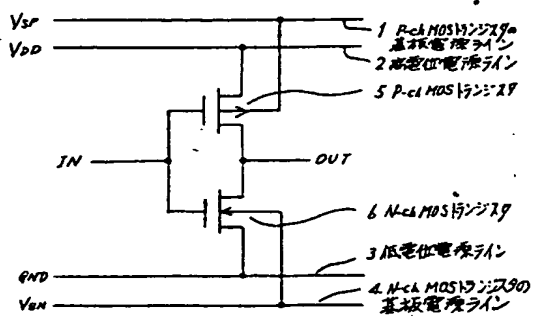 VSP
1 P-ch MOSトランジスタの
基板電源ライン
VDD
2 高電位電源ライン
5 P-ch MOSトランジスタ
IN
OUT
6 N-ch MOSトランジスタ
3 低電位電源ライン
GND
4 N-ch MOSトランジスタの
基板電源ライン
VSN